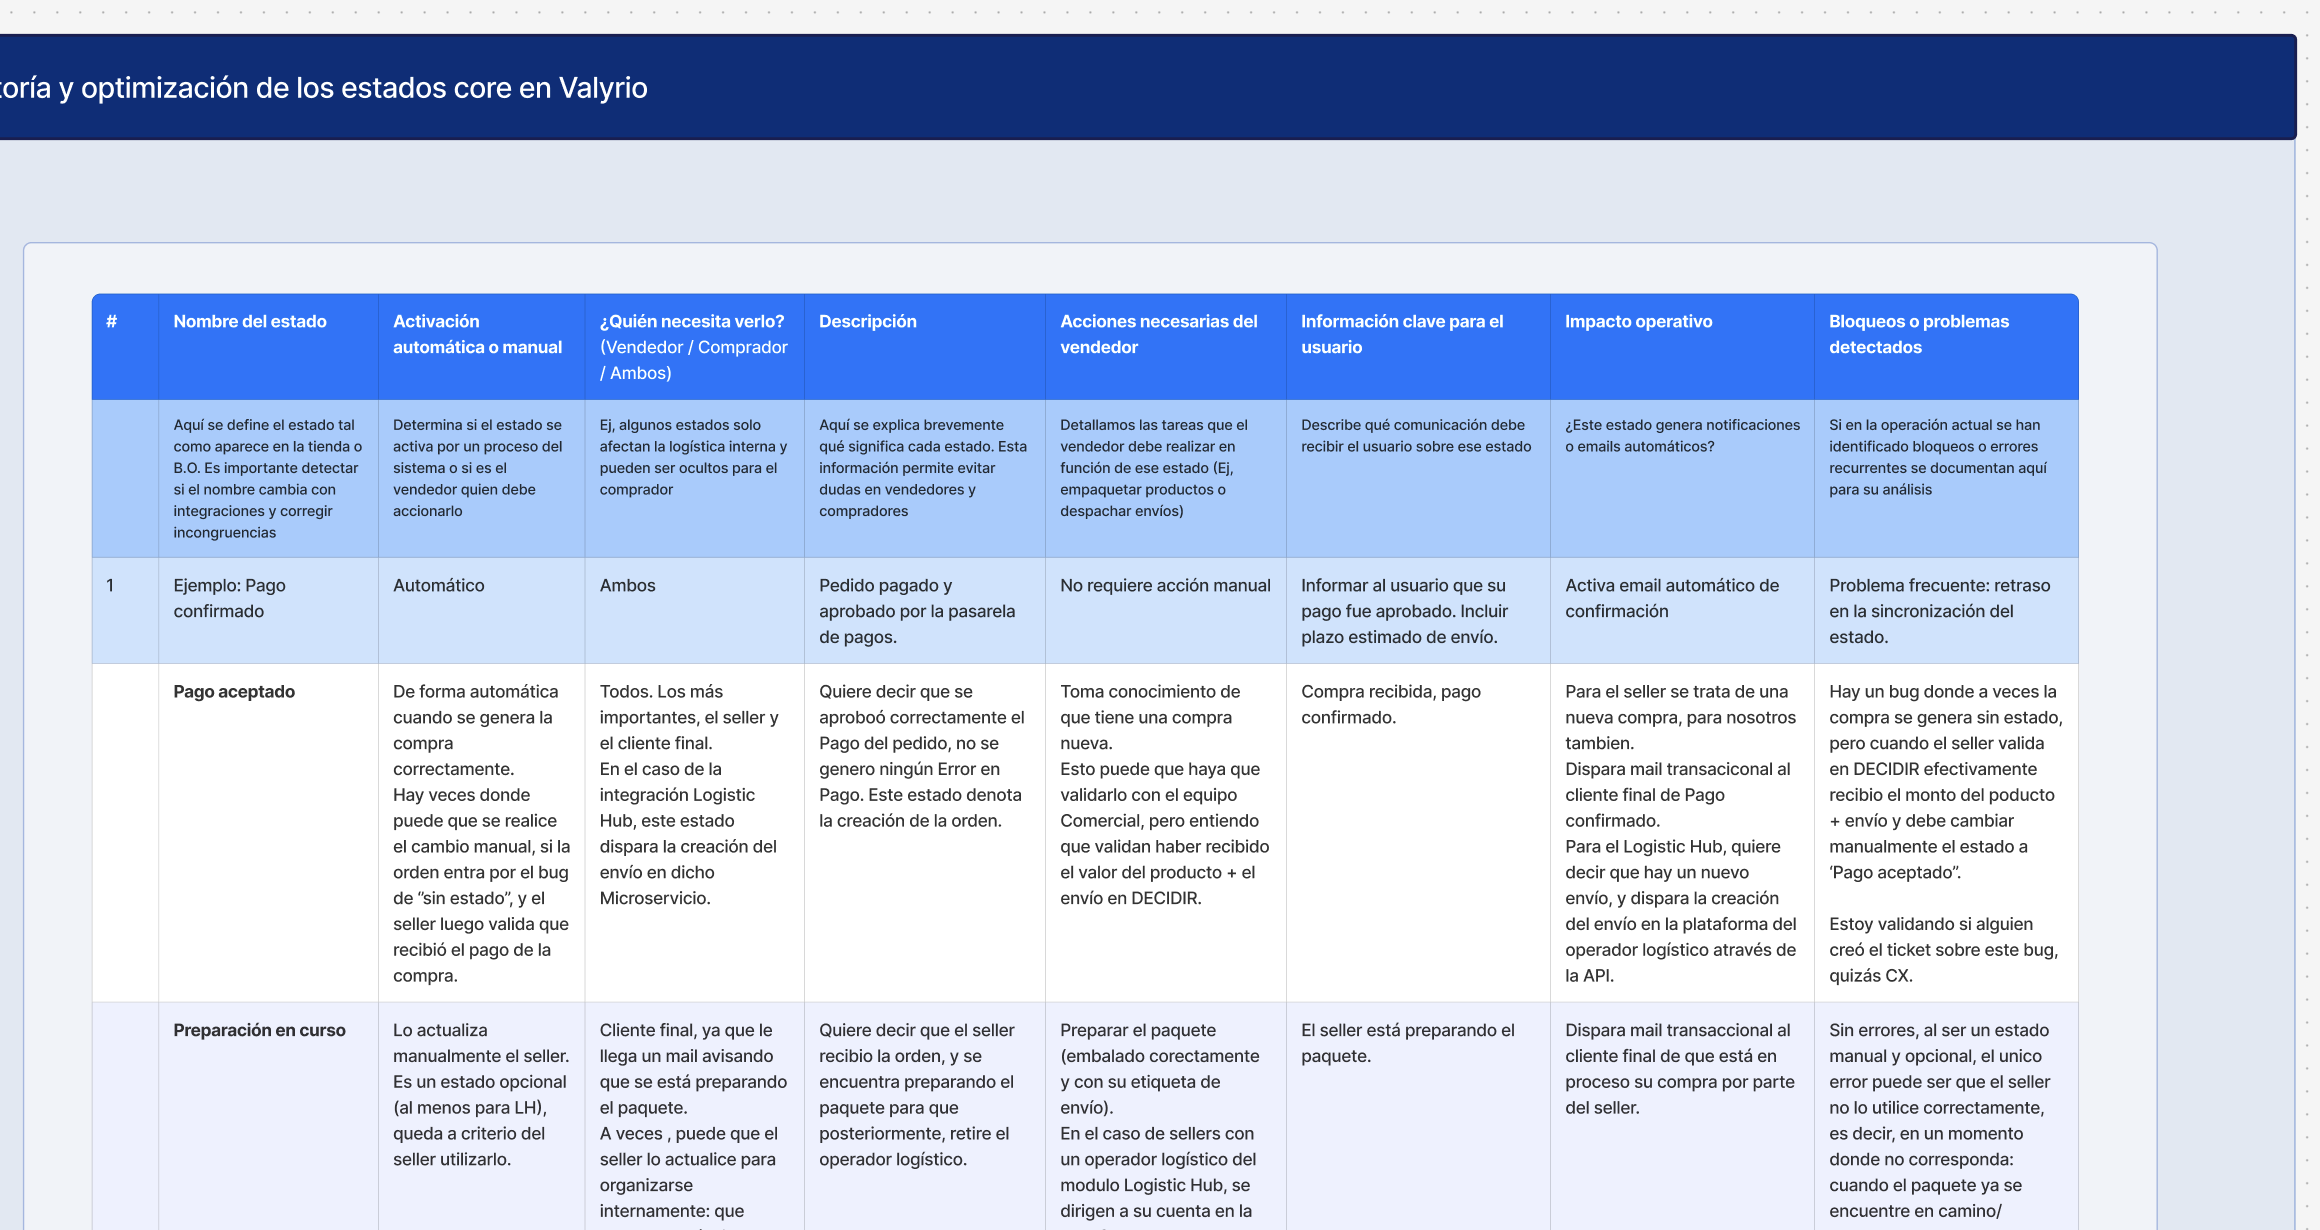 y optimización de los estados core en Valyrio
#
Nombre del estado
Activación
automática o manual
¿Quién necesita verlo?
(Vendedor / Comprador
/ Ambos)
Descripción
Acciones necesarias del
vendedor
Información clave para el
usuario
Impacto operativo
Bloqueos o problemas
detectados
Aquí se define el estado tal
como aparece en la tienda o
B.O. Es importante detectar
si el nombre cambia con
integraciones y corregir
incongruencias
Determina si el estado se
activa por un proceso del
sistema o si es el
vendedor quien debe
accionarlo
Ej, algunos estados solo
afectan la logística interna y
pueden ser ocultos para el
comprador
Aquí se explica brevemente
qué significa cada estado. Esta
información permite evitar
dudas en vendedores y
compradores
Detallamos las tareas que el
vendedor debe realizar en
función de ese estado (Ej,
empaquetar productos o
despachar envíos)
Describe qué comunicación debe
recibir el usuario sobre ese estado
¿Este estado genera notificaciones
o emails automáticos?
Si en la operación actual se han
identificado bloqueos o errores
recurrentes se documentan aquí
para su análisis
1
Ejemplo: Pago
confirmado
Automático
Ambos
Pedido pagado y
aprobado por la pasarela
de pagos.
No requiere acción manual
Informar al usuario que su
pago fue aprobado. Incluir
plazo estimado de envío.
Activa email automático de
confirmación
Problema frecuente: retraso
en la sincronización del
estado.
Pago aceptado
De forma automática
cuando se genera la
compra
correctamente.
Hay veces donde
puede que se realice
el cambio manual, si la
orden entra por el bug
de “sin estado”, y el
seller luego valida que
recibió el pago de la
compra.
Todos. Los más
importantes, el seller y
el cliente final.
En el caso de la
integración Logistic
Hub, este estado
dispara la creación del
envío en dicho
Microservicio.
Quiere decir que se
aproboó correctamente el
Pago del pedido, no se
genero ningún Error en
Pago. Este estado denota
la creación de la orden.
Toma conocimiento de
que tiene una compra
nueva.
Esto puede que haya que
validarlo con el equipo
Comercial, pero entiendo
que validan haber recibido
el valor del producto + el
envío en DECIDIR.
Compra recibida, pago
confirmado.
Para el seller se trata de una
nueva compra, para nosotros
tambien.
Dispara mail transaciconal al
cliente final de Pago
confirmado.
Para el Logistic Hub, quiere
decir que hay un nuevo
envío, y dispara la creación
del envío en la plataforma del
operador logístico através de
la API.
Hay un bug donde a veces la
compra se genera sin estado,
pero cuando el seller valida
en DECIDIR efectivamente
recibio el monto del poducto
+ envío y debe cambiar
manualmente el estado a
‘Pago aceptado”.
Estoy validando si alguien
creó el ticket sobre este bug,
quizás CX.
Preparación en curso
Lo actualiza
manualmente el seller.
Es un estado opcional
(al menos para LH),
queda a criterio del
seller utilizarlo.
Cliente final, ya que le
llega un mail avisando
que se está preparando
el paquete.
A veces , puede que el
seller lo actualice para
organizarse
internamente: que
Quiere decir que el seller
recibio la orden, y se
encuentra preparando el
paquete para que
posteriormente, retire el
operador logístico.
Preparar el paquete
(embalado corectamente
y con su etiqueta de
envío).
En el caso de sellers con
un operador logístico del
modulo Logistic Hub, se
dirigen a su cuenta en la
El seller está preparando el
paquete.
Dispara mail transaccional al
cliente final de que está en
proceso su compra por parte
del seller.
Sin errores, al ser un estado
manual y opcional, el unico
error puede ser que el seller
no lo utilice correctamente,
es decir, en un momento
donde no corresponda:
cuando el paquete ya se
encuentre en camino/